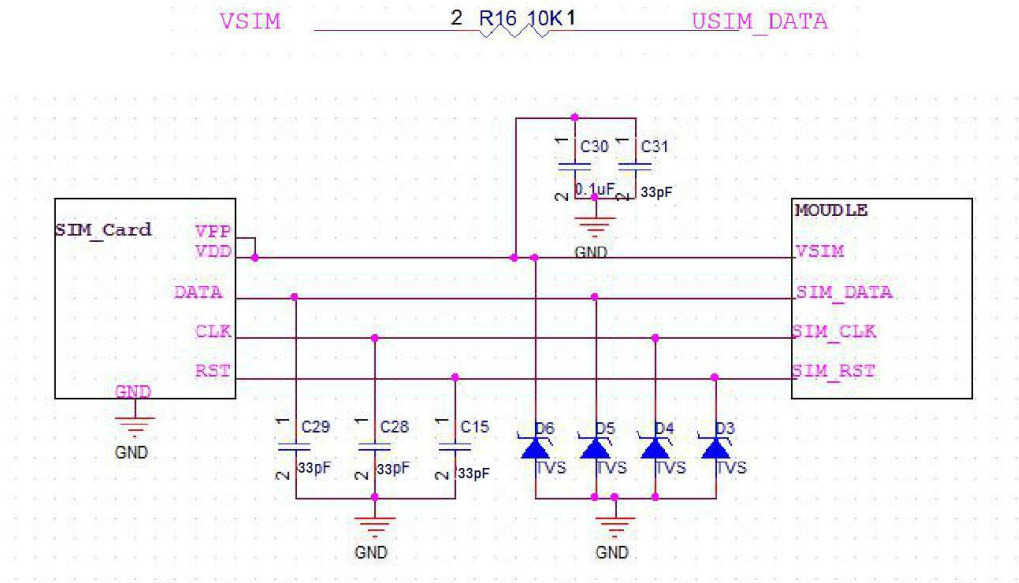 VSIM 2 R16 10K 1 USIM_DATA
1 C30 1 C31
2 0.1uF 2 33pF
GND
SIM_Card
VPP
VDD
DATA
CLK
RST
GND
GND
MOUDLE
VSIM
SIM_DATA
SIM_CLK
SIM_RST
1 C29 1 C28 1 C15
2 33pF 2 33pF 2 33pF
GND
D6 D5 D4 D3
TVS TVS TVS TVS
GND